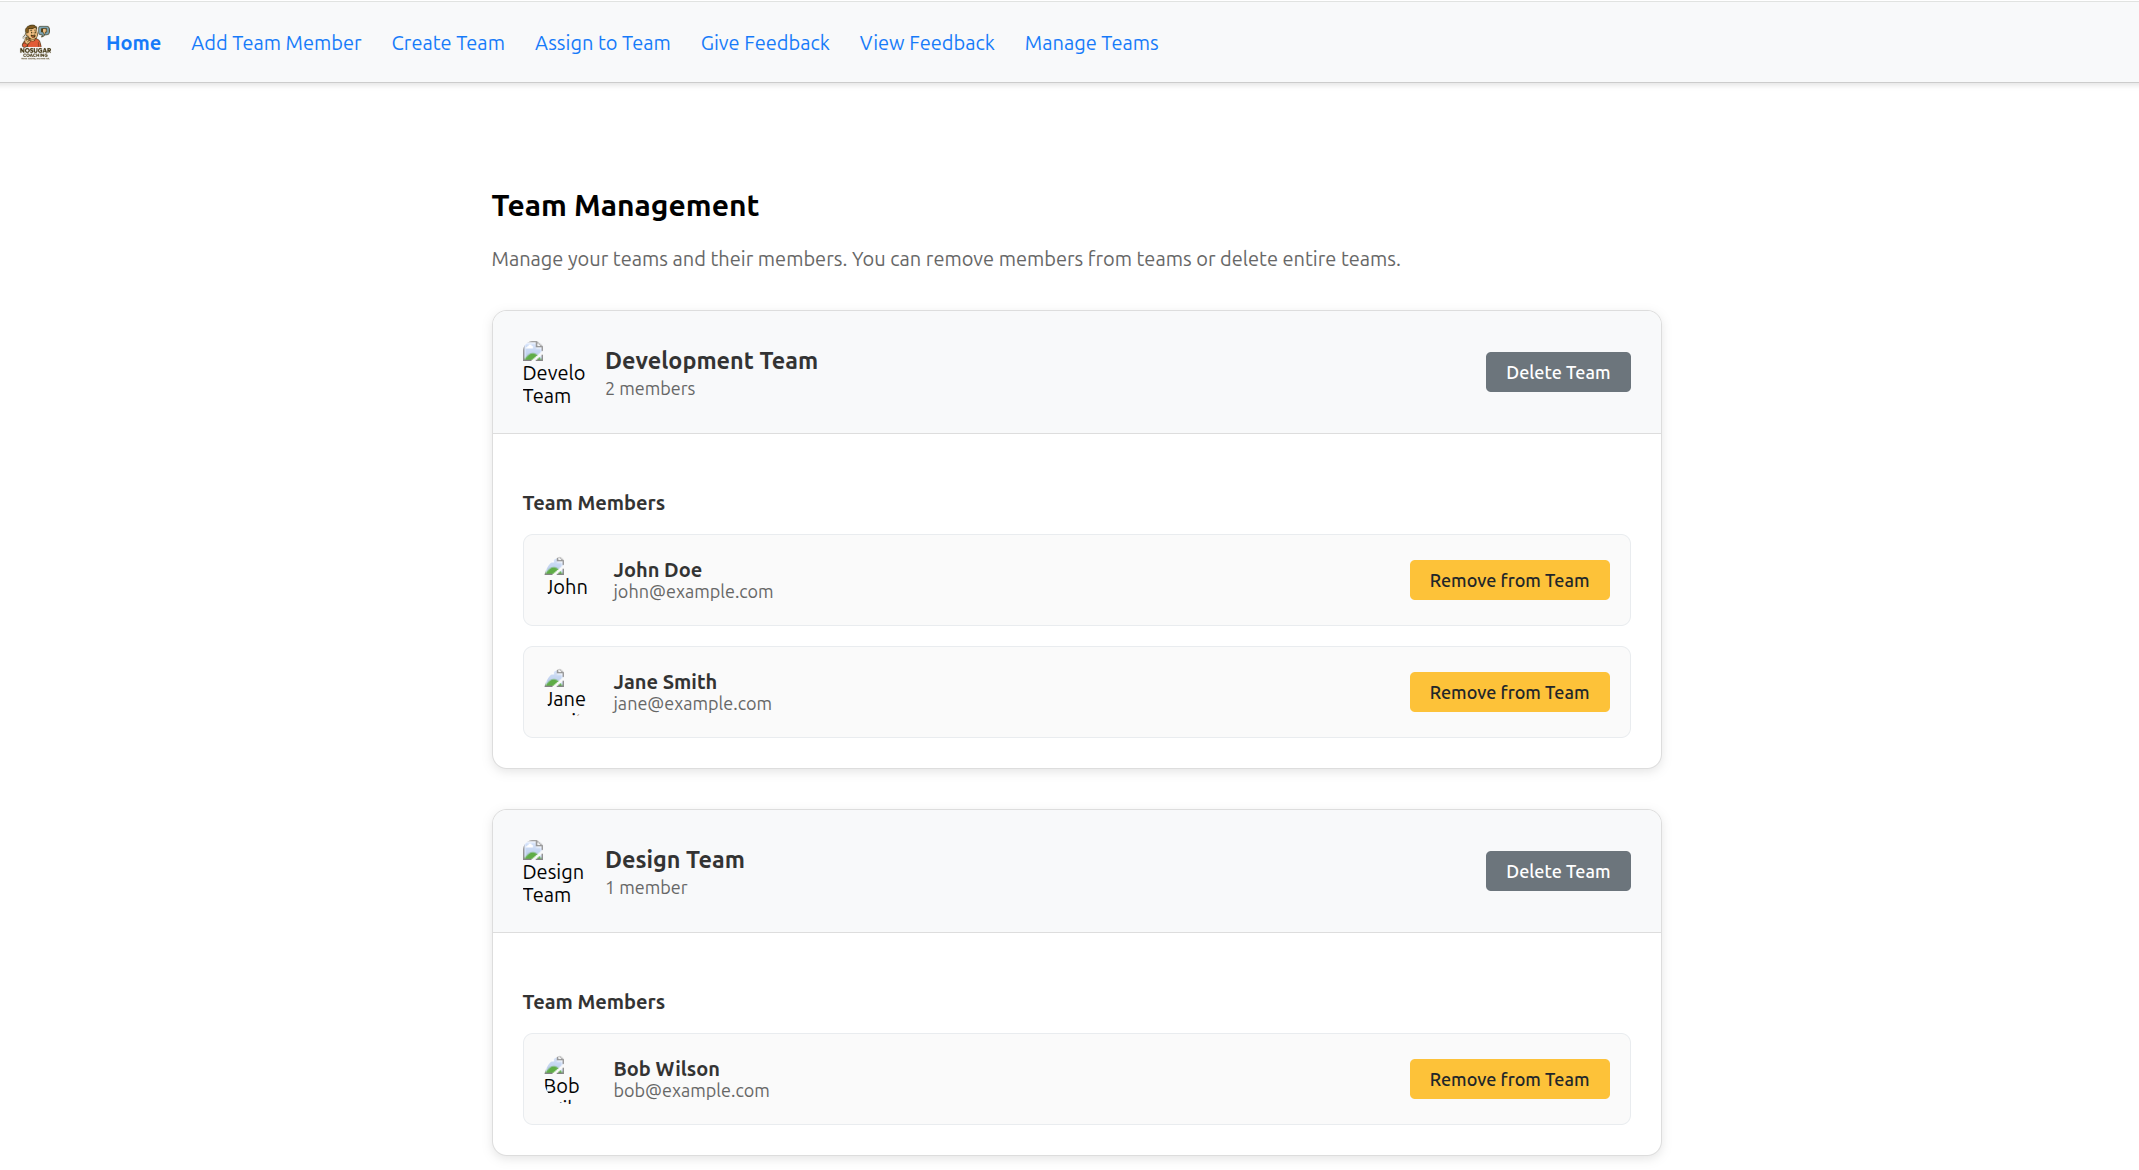 NOSUGAR
COACHING
Home Add Team Member Create Team Assign to Team Give Feedback View Feedback Manage Teams
Team Management
Manage your teams and their members. You can remove members from teams or delete entire teams.
Develo
Team
Development Team
2 members
Delete Team
Team Members
John
John Doe
john@example.com
Remove from Team
Jane
Jane Smith
jane@example.com
Remove from Team
Design
Team
Design Team
1 member
Delete Team
Team Members
Bob
Bob Wilson
bob@example.com
Remove from Team